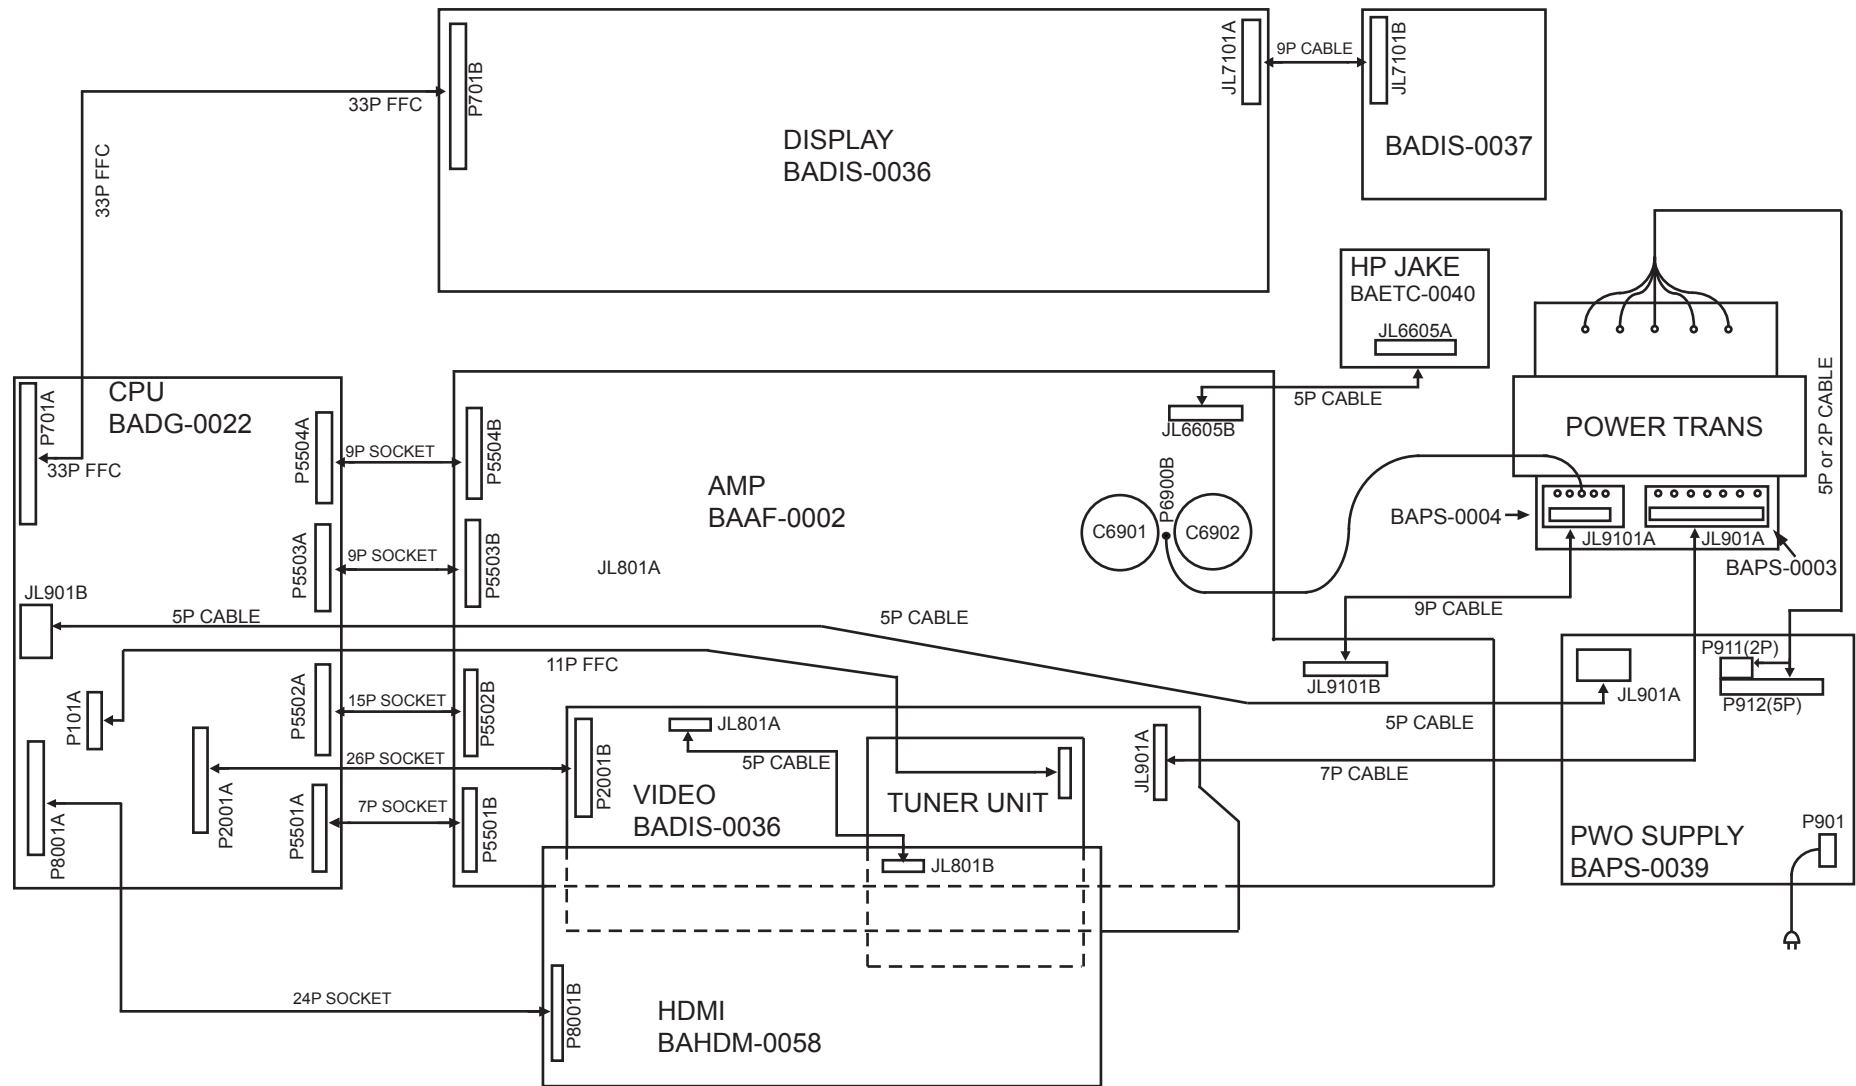 P701B
33P FFC
33P FFC
DISPLAY
BADIS-0036
JL7101A
9P CABLE
JL7101B
BADIS-0037
HP JAKE
BAETC-0040
JL6605A
5P CABLE
JL6605B
POWER TRANS
5P or 2P CABLE
BAPS-0004
JL9101A
JL901A
BAPS-0003
CPU
BADG-0022
P701A
33P FFC
P5504A
9P SOCKET
P5504B
P5503A
9P SOCKET
P5503B
AMP
BAAF-0002
JL801A
C6901
P6900B
C6902
JL901B
5P CABLE
5P CABLE
5P CABLE
9P CABLE
JL9101B
11P FFC
P101A
P5502A
15P SOCKET
P5502B
P2001A
26P SOCKET
P2001B
P8001A
P5501A
7P SOCKET
P5501B
JL801A
5P CABLE
VIDEO
BADIS-0036
TUNER UNIT
JL901A
7P CABLE
JL801B
P911(2P)
JL901A
P912(5P)
PWO SUPPLY
BAPS-0039
P901
24P SOCKET
P8001B
HDMI
BAHDM-0058